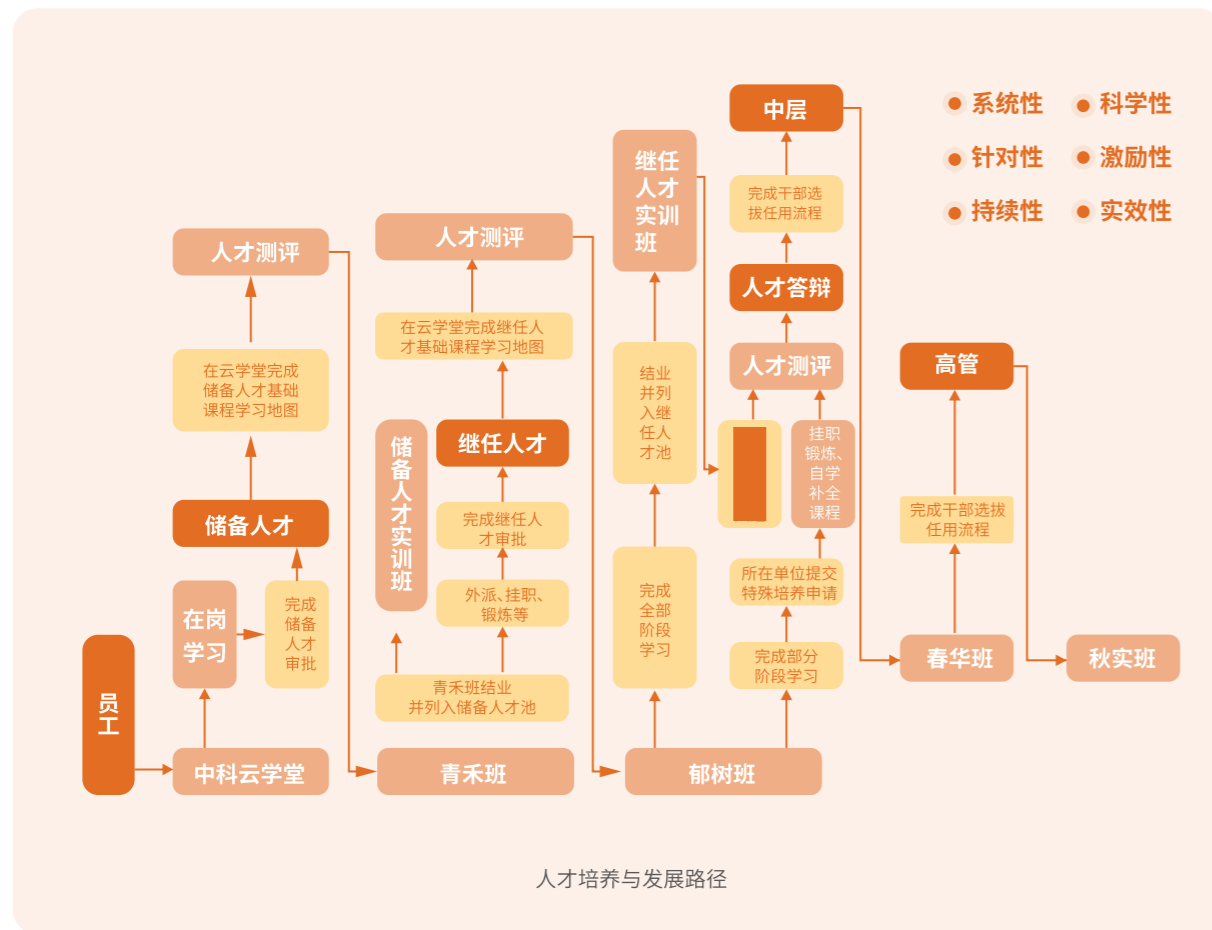 系统性
科学性
针对性
激励性
持续性
实效性
员
工
中科云学堂
在岗
学习
完成
储备
人才
审批
储备人才
在云学堂完成
储备人才基础
课程学习地图
人才测评
青禾班
青禾班结业
并列入储备人才池
储
备
人
才
实
训
班
外派、挂职、
锻炼等
完成继任人
才审批
继任人才
在云学堂完成继任人
才基础课程学习地图
人才测评
郁树班
完成
全部
阶段
学习
结业
并列
入继
任人
才池
继任
人才
实训
班
完成部分
阶段学习
所在单位提交
特殊培养申请
挂职
锻炼、
自学
补全
课程
人才测评
人才答辩
完成干部选
拔任用流程
中层
春华班
完成干部选拔
任用流程
高管
秋实班
人才培养与发展路径